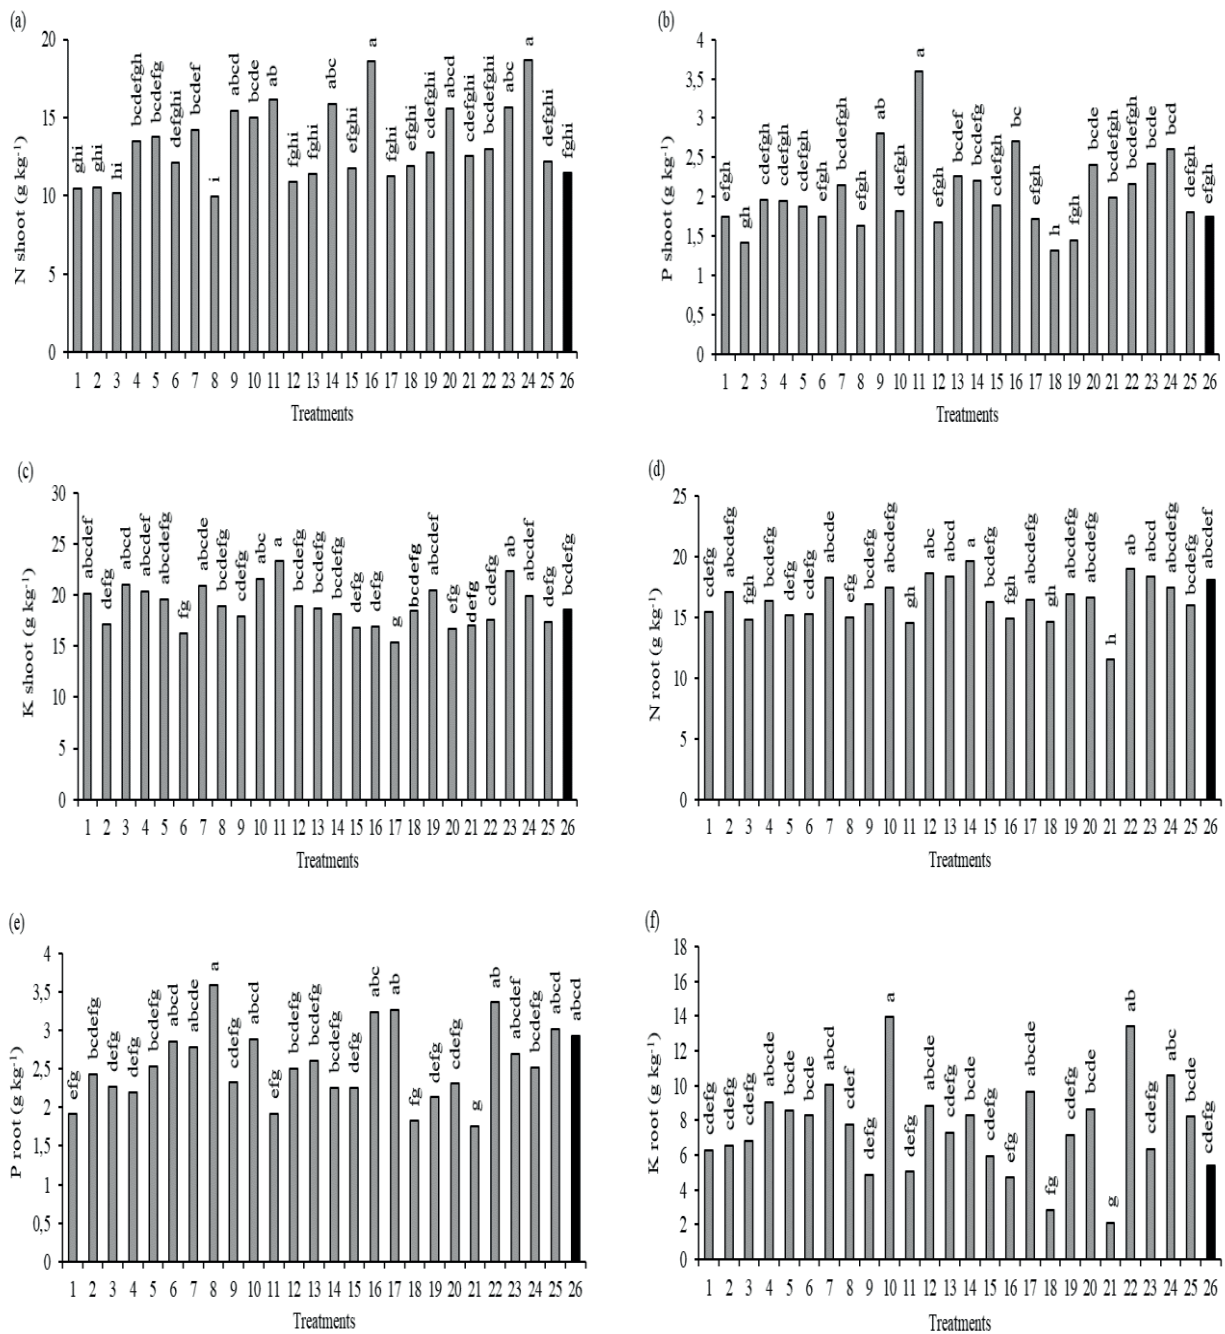 (a)
N shoot (g kg⁻¹)
20
15
10
5
0
ghi ghi hi bcdefgh bcdefg defghi bcdef i abcd bcde ab fghi fghi abc efghi a fghi efghi cdefghi abcd cdefghi bcdefghi abc a defghi fghi
1 2 3 4 5 6 7 8 9 10 11 12 13 14 15 16 17 18 19 20 21 22 23 24 25 26
Treatments
(b)
P shoot (g kg⁻¹)
4
3,5
3
2,5
2
1,5
1
0,5
0
efgh gh cdefgh cdefgh cdefgh efgh bcdefgh efgh ab defgh a efgh bcdef bcdefg cdefgh bc efgh h fgh bcde bcdefgh bcdefgh bcde bcd defgh efgh
1 2 3 4 5 6 7 8 9 10 11 12 13 14 15 16 17 18 19 20 21 22 23 24 25 26
Treatments
(c)
K shoot (g kg⁻¹)
30
25
20
15
10
5
0
abcdef defg abcd abcdef abcdefg fg abcde bcdefg cdefg abc a bcdefg bcdefg bcdefg defg defg g bcdefg abcdef efg defg cdefg ab abcdef defg bcdefg
1 2 3 4 5 6 7 8 9 10 11 12 13 14 15 16 17 18 19 20 21 22 23 24 25 26
Treatments
(d)
N root (g kg⁻¹)
25
20
15
10
5
0
cdefg abcdefg fgh bcdefg defg cdefg abcde efg bcdefg abcdefg gh abc abcd a bcdefg fgh abcdefg gh abcdefg abcdefg h ab abcd abcdefg bcdefg abcdef
1 2 3 4 5 6 7 8 9 10 11 12 13 14 15 16 17 18 19 20 21 22 23 24 25 26
Treatments
(e)
P root (g kg⁻¹)
4
3,5
3
2,5
2
1,5
1
0,5
0
efg bcdefg defg defg bcdefg abcd abcde a cdefg abcd efg bcdefg bcdefg bcdefg defg abc ab fg defg cdefg g ab abcdef bcdefg abcd abcd
1 2 3 4 5 6 7 8 9 10 11 12 13 14 15 16 17 18 19 20 21 22 23 24 25 26
Treatments
(f)
K root (g kg⁻¹)
18
16
14
12
10
8
6
4
2
0
cdefg cdefg cdefg abcde bcde bcde abcd cdef defg a defg abcde cdefg bcde cdefg efg abcde fg cdefg bcde g ab cdefg abc bcde cdefg
1 2 3 4 5 6 7 8 9 10 11 12 13 14 15 16 17 18 19 20 21 22 23 24 25 26
Treatments